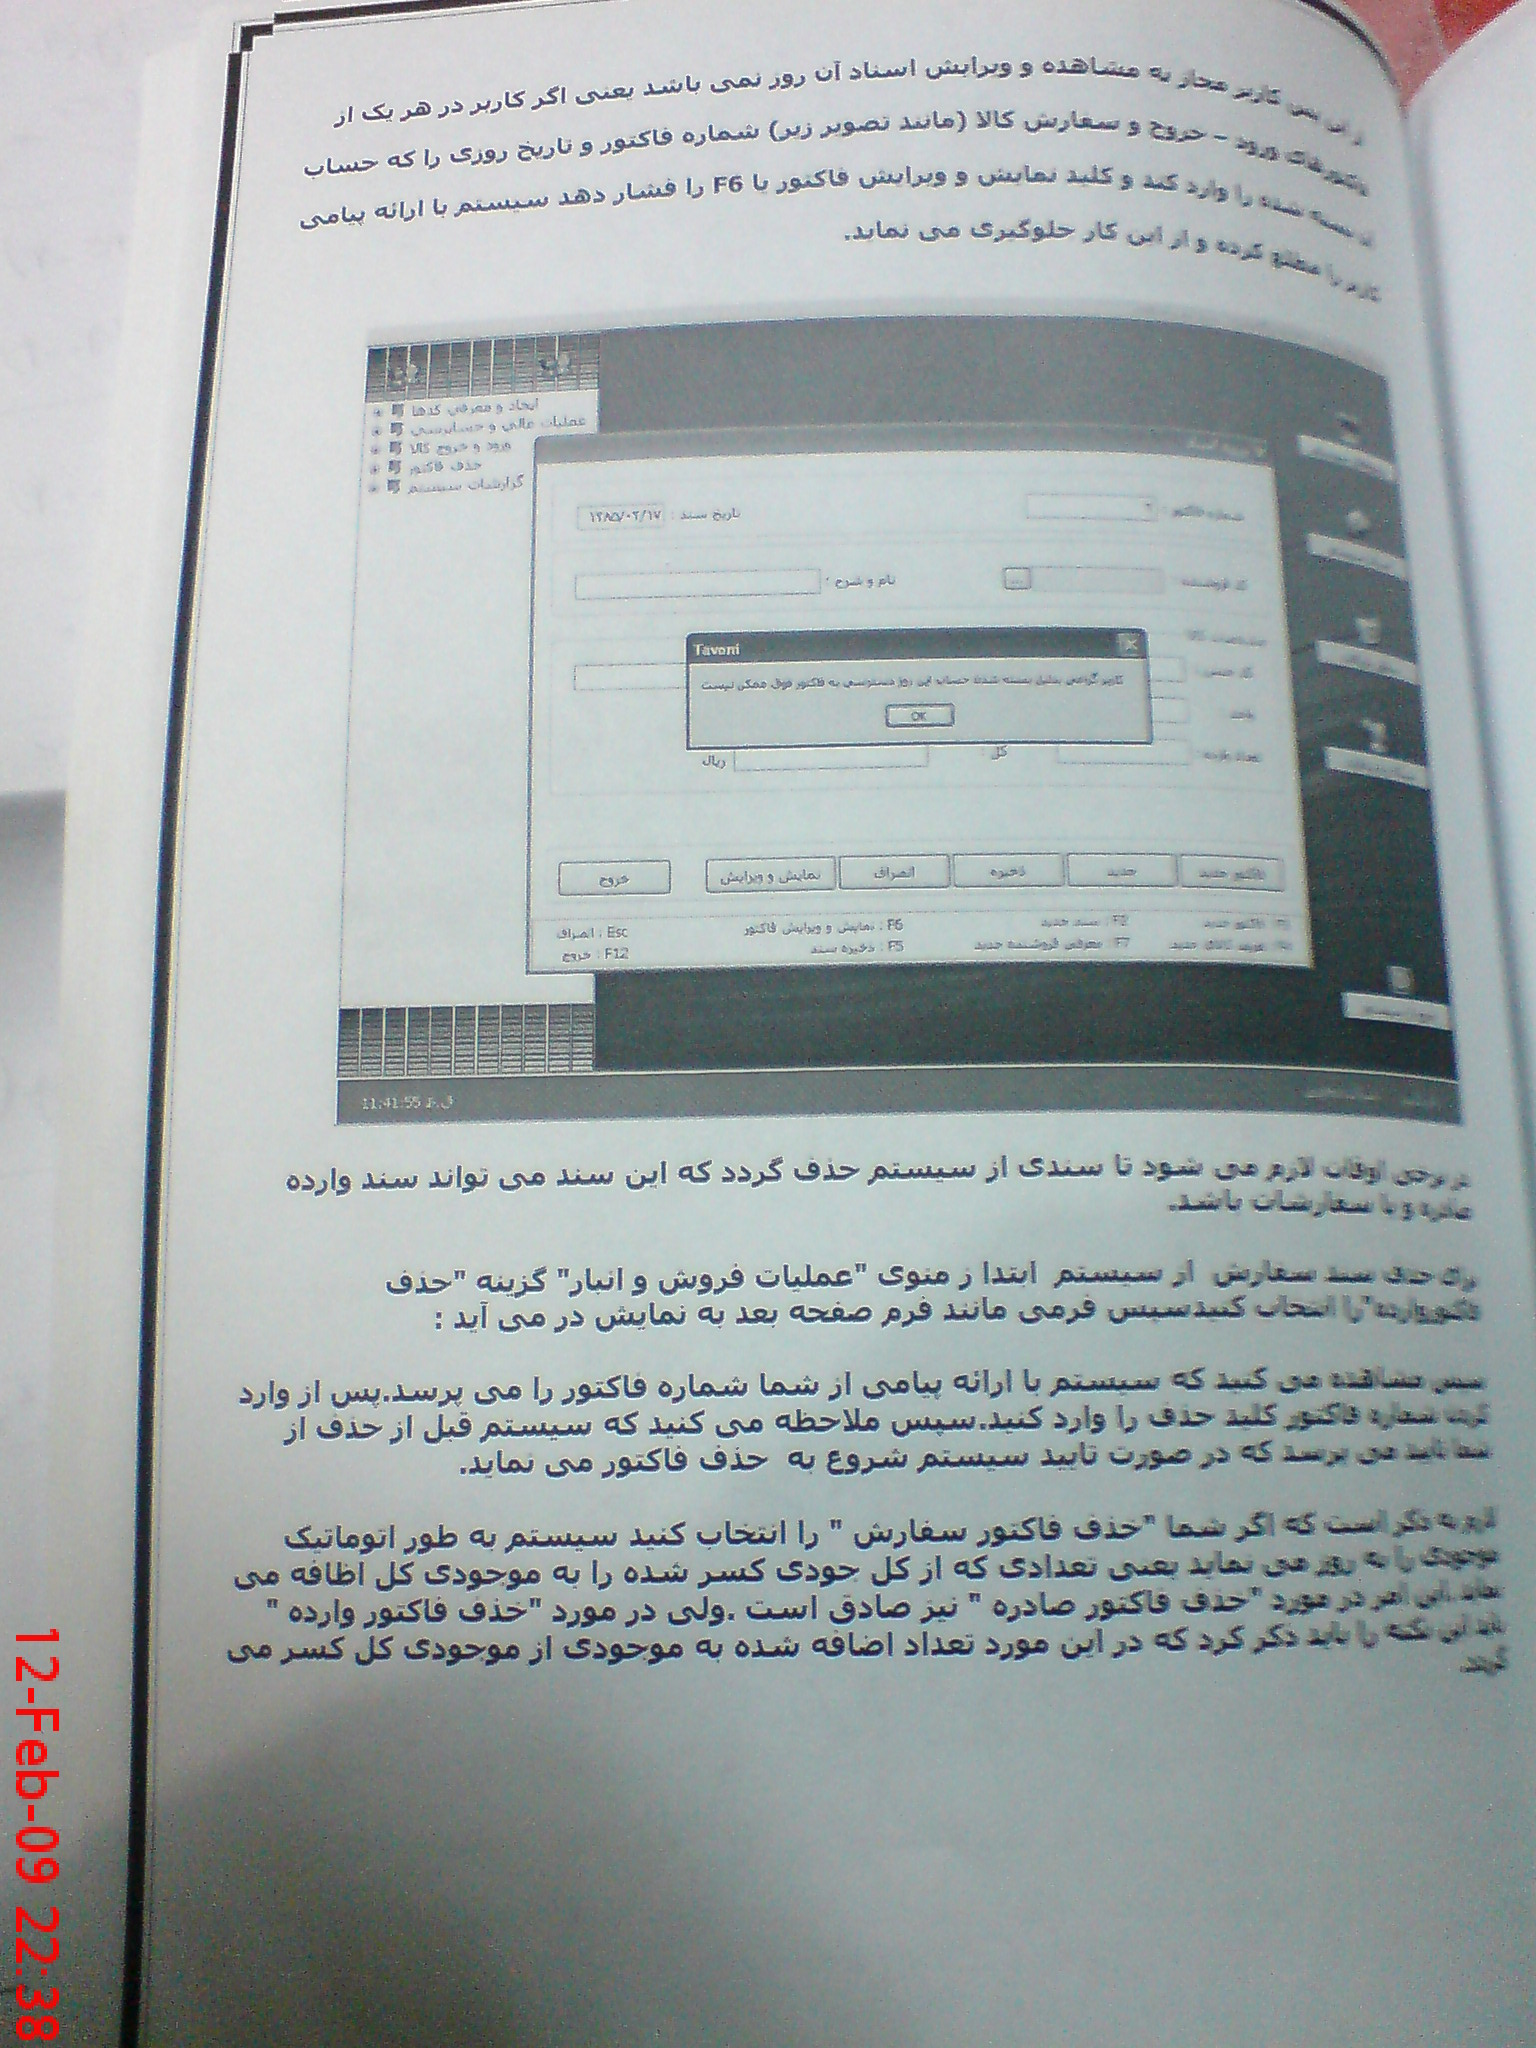 از این پس کاربر مجاز به مشاهده و ویرایش اسناد آن روز نمی باشد یعنی اگر کاربر در هر یک از
فاکتورهای ورود – خروج و سفارش کالا (مانند تصویر زیر) شماره فاکتور و تاریخ روزی را که حساب
آن بسته شده را وارد کند و کلید نمایش و ویرایش فاکتور یا F6 را فشار دهد سیستم با ارائه پیامی
کاربر را مطلع کرده و از این کار جلوگیری می نماید.
ایجاد و معرفی کدها
عملیات مالی و حسابرسی
ورود و خروج کالا
حذف فاکتور
گزارشات سیستم
شماره فاکتور : ۲ تاریخ سند : ۱۳۸۵/۰۲/۱۷
کد فروشنده : ... نام و شرح :
Tavoni
کاربر گرامی بدلیل بسته شدن حساب این روز دسترسی به فاکتور فوق ممکن نیست
OK
کد جنس :
واحد
تعداد وارده : کل : ریال
فاکتور جدید جدید ذخیره انصراف نمایش و ویرایش خروج
فاکتور جدید F2 : سند جدید F6 : نمایش و ویرایش فاکتور Esc : انصراف
کالای جدید F7 : معرفی فروشنده جدید F5 : ذخیره سند F12 : خروج
11:41:55 ق.ظ
در برخی اوقات لازم می شود تا سندی از سیستم حذف گردد که این سند می تواند سند وارده
صادره و یا سفارشات باشد.
برای حذف سند سفارش از سیستم ابتدا ز منوی "عملیات فروش و انبار" گزینه "حذف
فاکتوروارده"را انتخاب کنیدسپس فرمی مانند فرم صفحه بعد به نمایش در می آید :
سپس مشاهده می کنید که سیستم با ارائه پیامی از شما شماره فاکتور را می پرسد.پس از وارد
کردن شماره فاکتور کلید حذف را وارد کنید.سپس ملاحظه می کنید که سیستم قبل از حذف از
شما تایید می پرسد که در صورت تایید سیستم شروع به حذف فاکتور می نماید.
لازم به ذکر است که اگر شما "حذف فاکتور سفارش " را انتخاب کنید سیستم به طور اتوماتیک
موجودی را به روز می نماید یعنی تعدادی که از کل جودی کسر شده را به موجودی کل اظافه می
نماید .این امر در مورد "حذف فاکتور صادره " نیز صادق است .ولی در مورد "حذف فاکتور وارده "
باید این نکته را باید ذکر کرد که در این مورد تعداد اضافه شده به موجودی از موجودی کل کسر می
گردد.
12-Feb-09 22:38